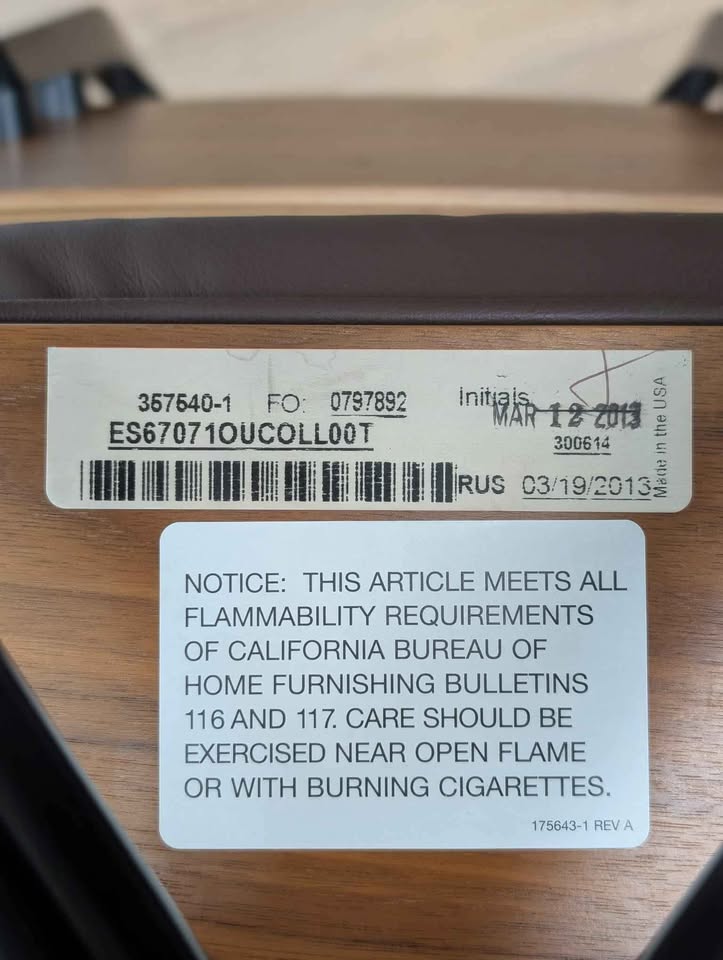 357540-1 FO: 0797892 Initials
MAR 12 2013
ES67071OUCOLL00T 300614
RUS 03/19/2013
Made in the USA
NOTICE: THIS ARTICLE MEETS ALL
FLAMMABILITY REQUIREMENTS
OF CALIFORNIA BUREAU OF
HOME FURNISHING BULLETINS
116 AND 117. CARE SHOULD BE
EXERCISED NEAR OPEN FLAME
OR WITH BURNING CIGARETTES.
175643-1 REV A